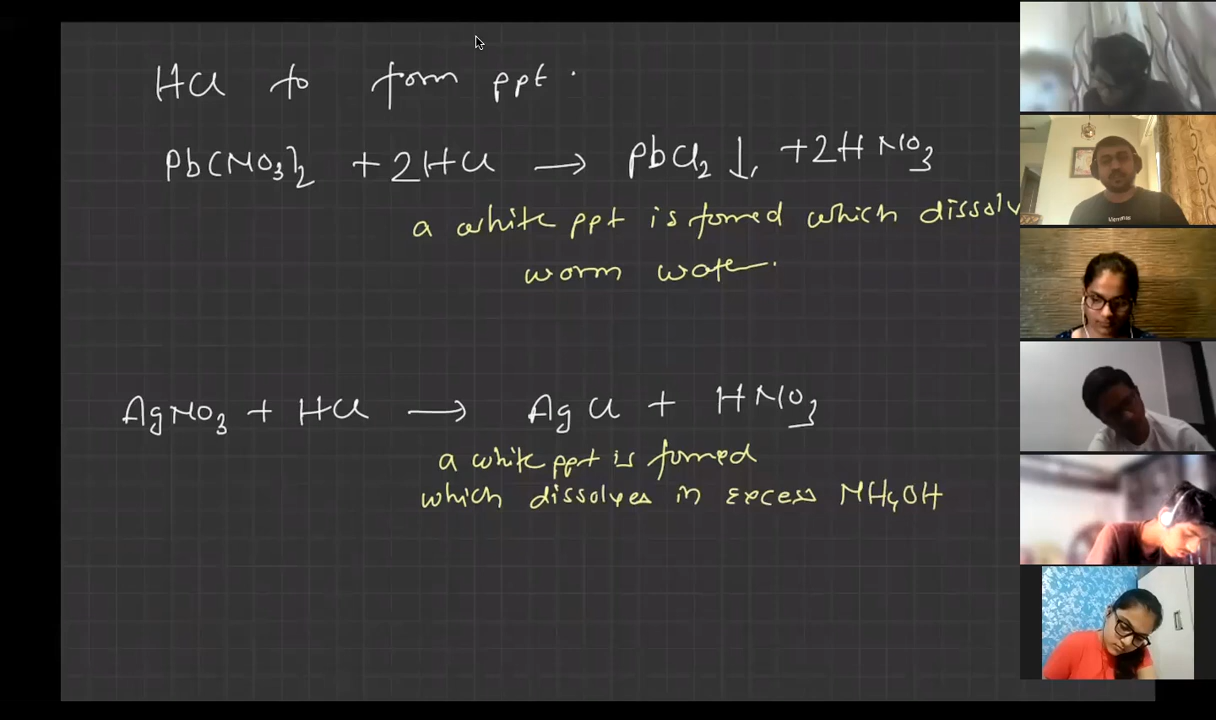 HCl to form ppt.
Pb(NO3)2 + 2HCl → PbCl2 ↓, + 2HNO3
a white ppt is formed which dissolv
worm water.
AgNO3 + HCl → AgCl + HNO3
a white ppt is formed
which dissolves in excess NH4OH